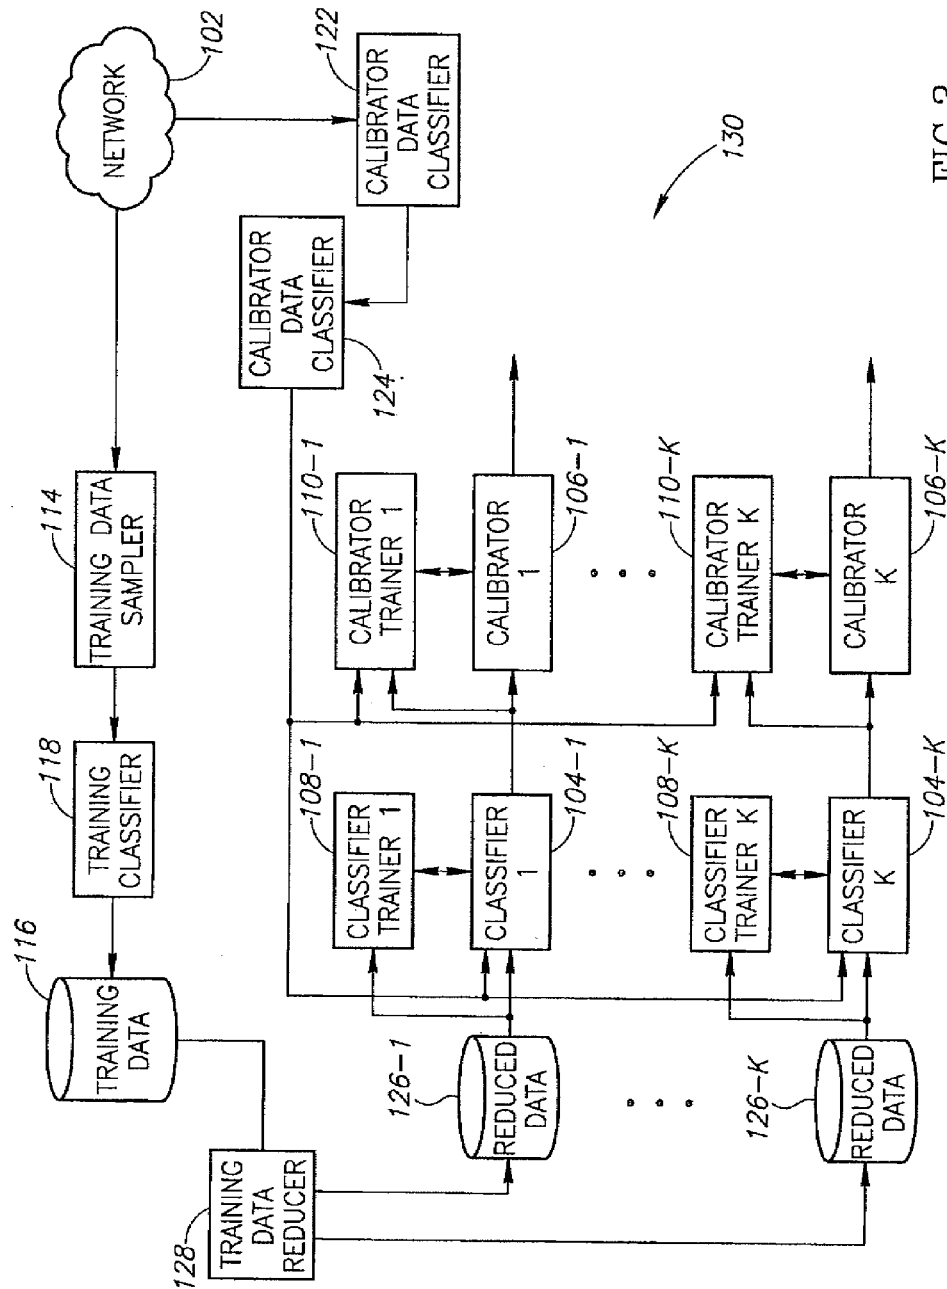 NETWORK
102
CALIBRATOR
DATA
CLASSIFIER
122
CALIBRATOR
DATA
CLASSIFIER
124
114
TRAINING DATA
SAMPLER
118
TRAINING
CLASSIFIER
116
TRAINING
DATA
128
TRAINING
DATA
REDUCER
126-1
REDUCED
DATA
108-1
CLASSIFIER
TRAINER 1
CLASSIFIER
1
104-1
110-1
CALIBRATOR
TRAINER 1
CALIBRATOR
1
106-1
126-K
REDUCED
DATA
108-K
CLASSIFIER
TRAINER K
CLASSIFIER
K
104-K
110-K
CALIBRATOR
TRAINER K
CALIBRATOR
K
106-K
130